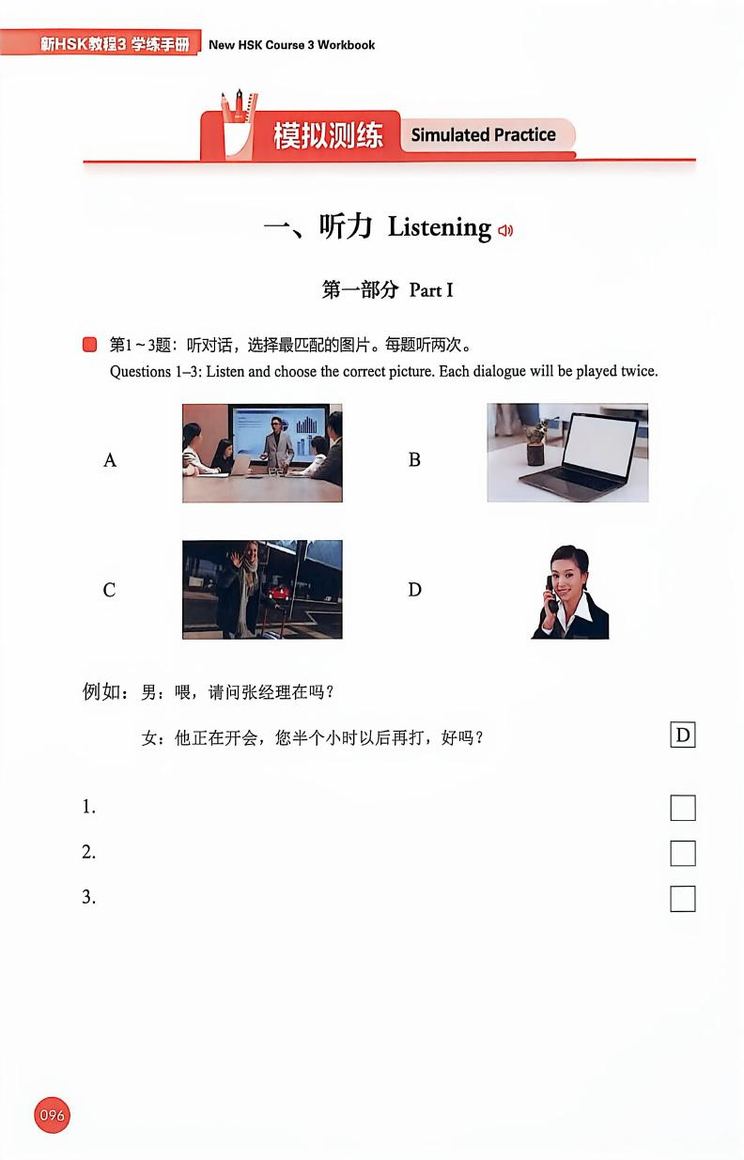 新HSK教程3 学练手册 New HSK Course 3 Workbook
模拟测练 Simulated Practice
一、听力 Listening
第一部分 Part I
第1~3题：听对话，选择最匹配的图片。每题听两次。
Questions 1–3: Listen and choose the correct picture. Each dialogue will be played twice.
A
B
C
D
例如：男：喂，请问张经理在吗？
女：他正在开会，您半个小时以后再打，好吗？ D
1.
2.
3.
096